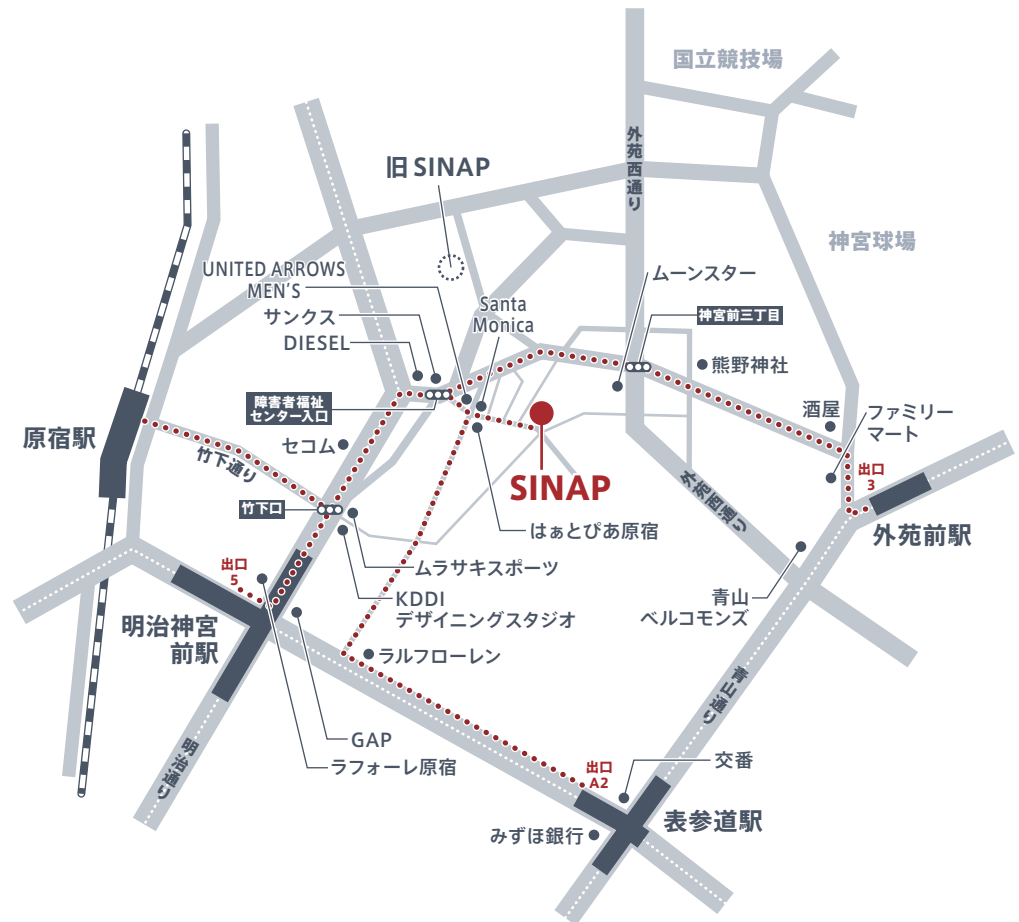 国立競技場
外苑西通り
旧 SINAP
神宮球場
UNITED ARROWS
MEN'S
ムーンスター
Santa
Monica
サンクス
神宮前三丁目
DIESEL
熊野神社
障害者福祉
センター入口
酒屋
ファミリー
マート
原宿駅
セコム
竹下通り
出口
3
SINAP
外苑西通り
竹下口
はぁとぴあ原宿
外苑前駅
出口
5
ムラサキスポーツ
KDDI
デザイニングスタジオ
青山
ベルコモンズ
明治神宮
前駅
ラルフローレン
青山通り
GAP
ラフォーレ原宿
明治通り
出口
A2
交番
表参道駅
みずほ銀行